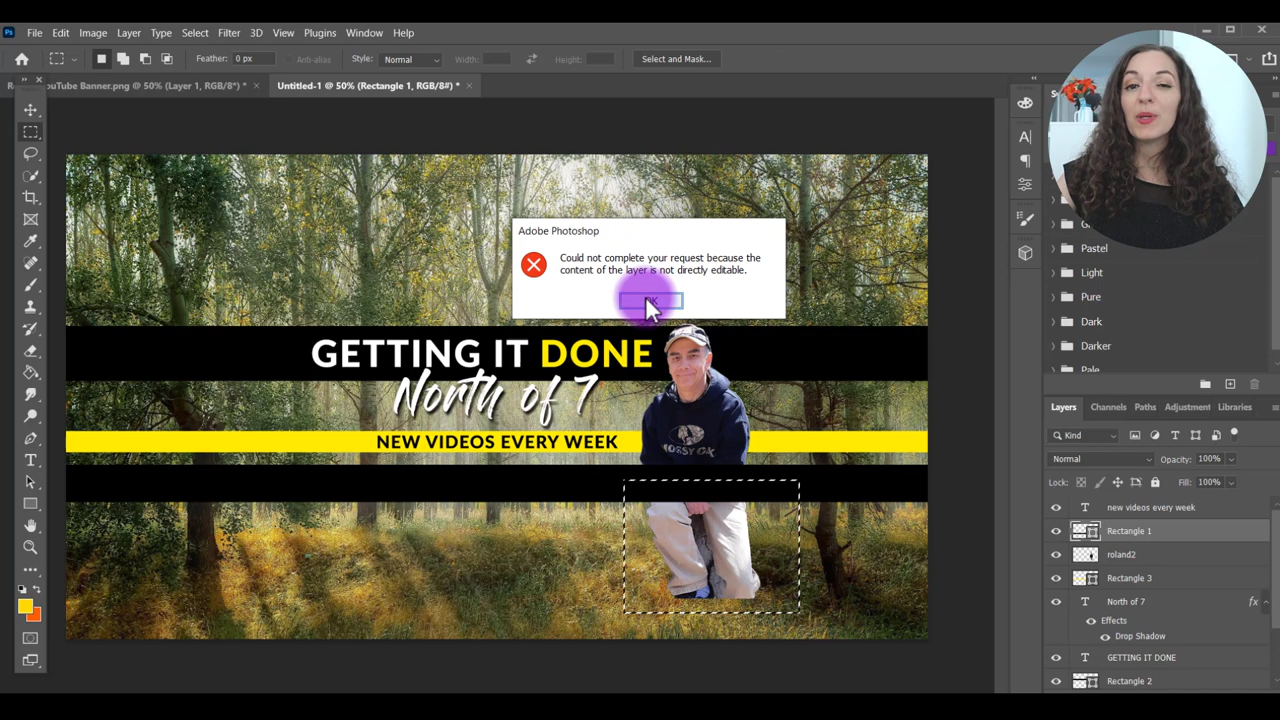 Ps File Edit Image Layer Type Select Filter 3D View Plugins Window Help
Feather: 0 px Anti-alias Style: Normal Width: Height: Select and Mask...
YouTube Banner.png @ 50% (Layer 1, RGB/8*) * × Untitled-1 @ 50% (Rectangle 1, RGB/8#) * ×
Adobe Photoshop
Could not complete your request because the
content of the layer is not directly editable.
GETTING IT DONE
North of 7
NEW VIDEOS EVERY WEEK
MOSSY OAK
Pastel
Light
Pure
Dark
Darker
Pale
Layers Channels Paths Adjustment Libraries
Kind
Normal Opacity: 100%
Lock: Fill: 100%
T new videos every week
Rectangle 1
roland2
Rectangle 3
T North of 7 fx
Effects
Drop Shadow
T GETTING IT DONE
Rectangle 2